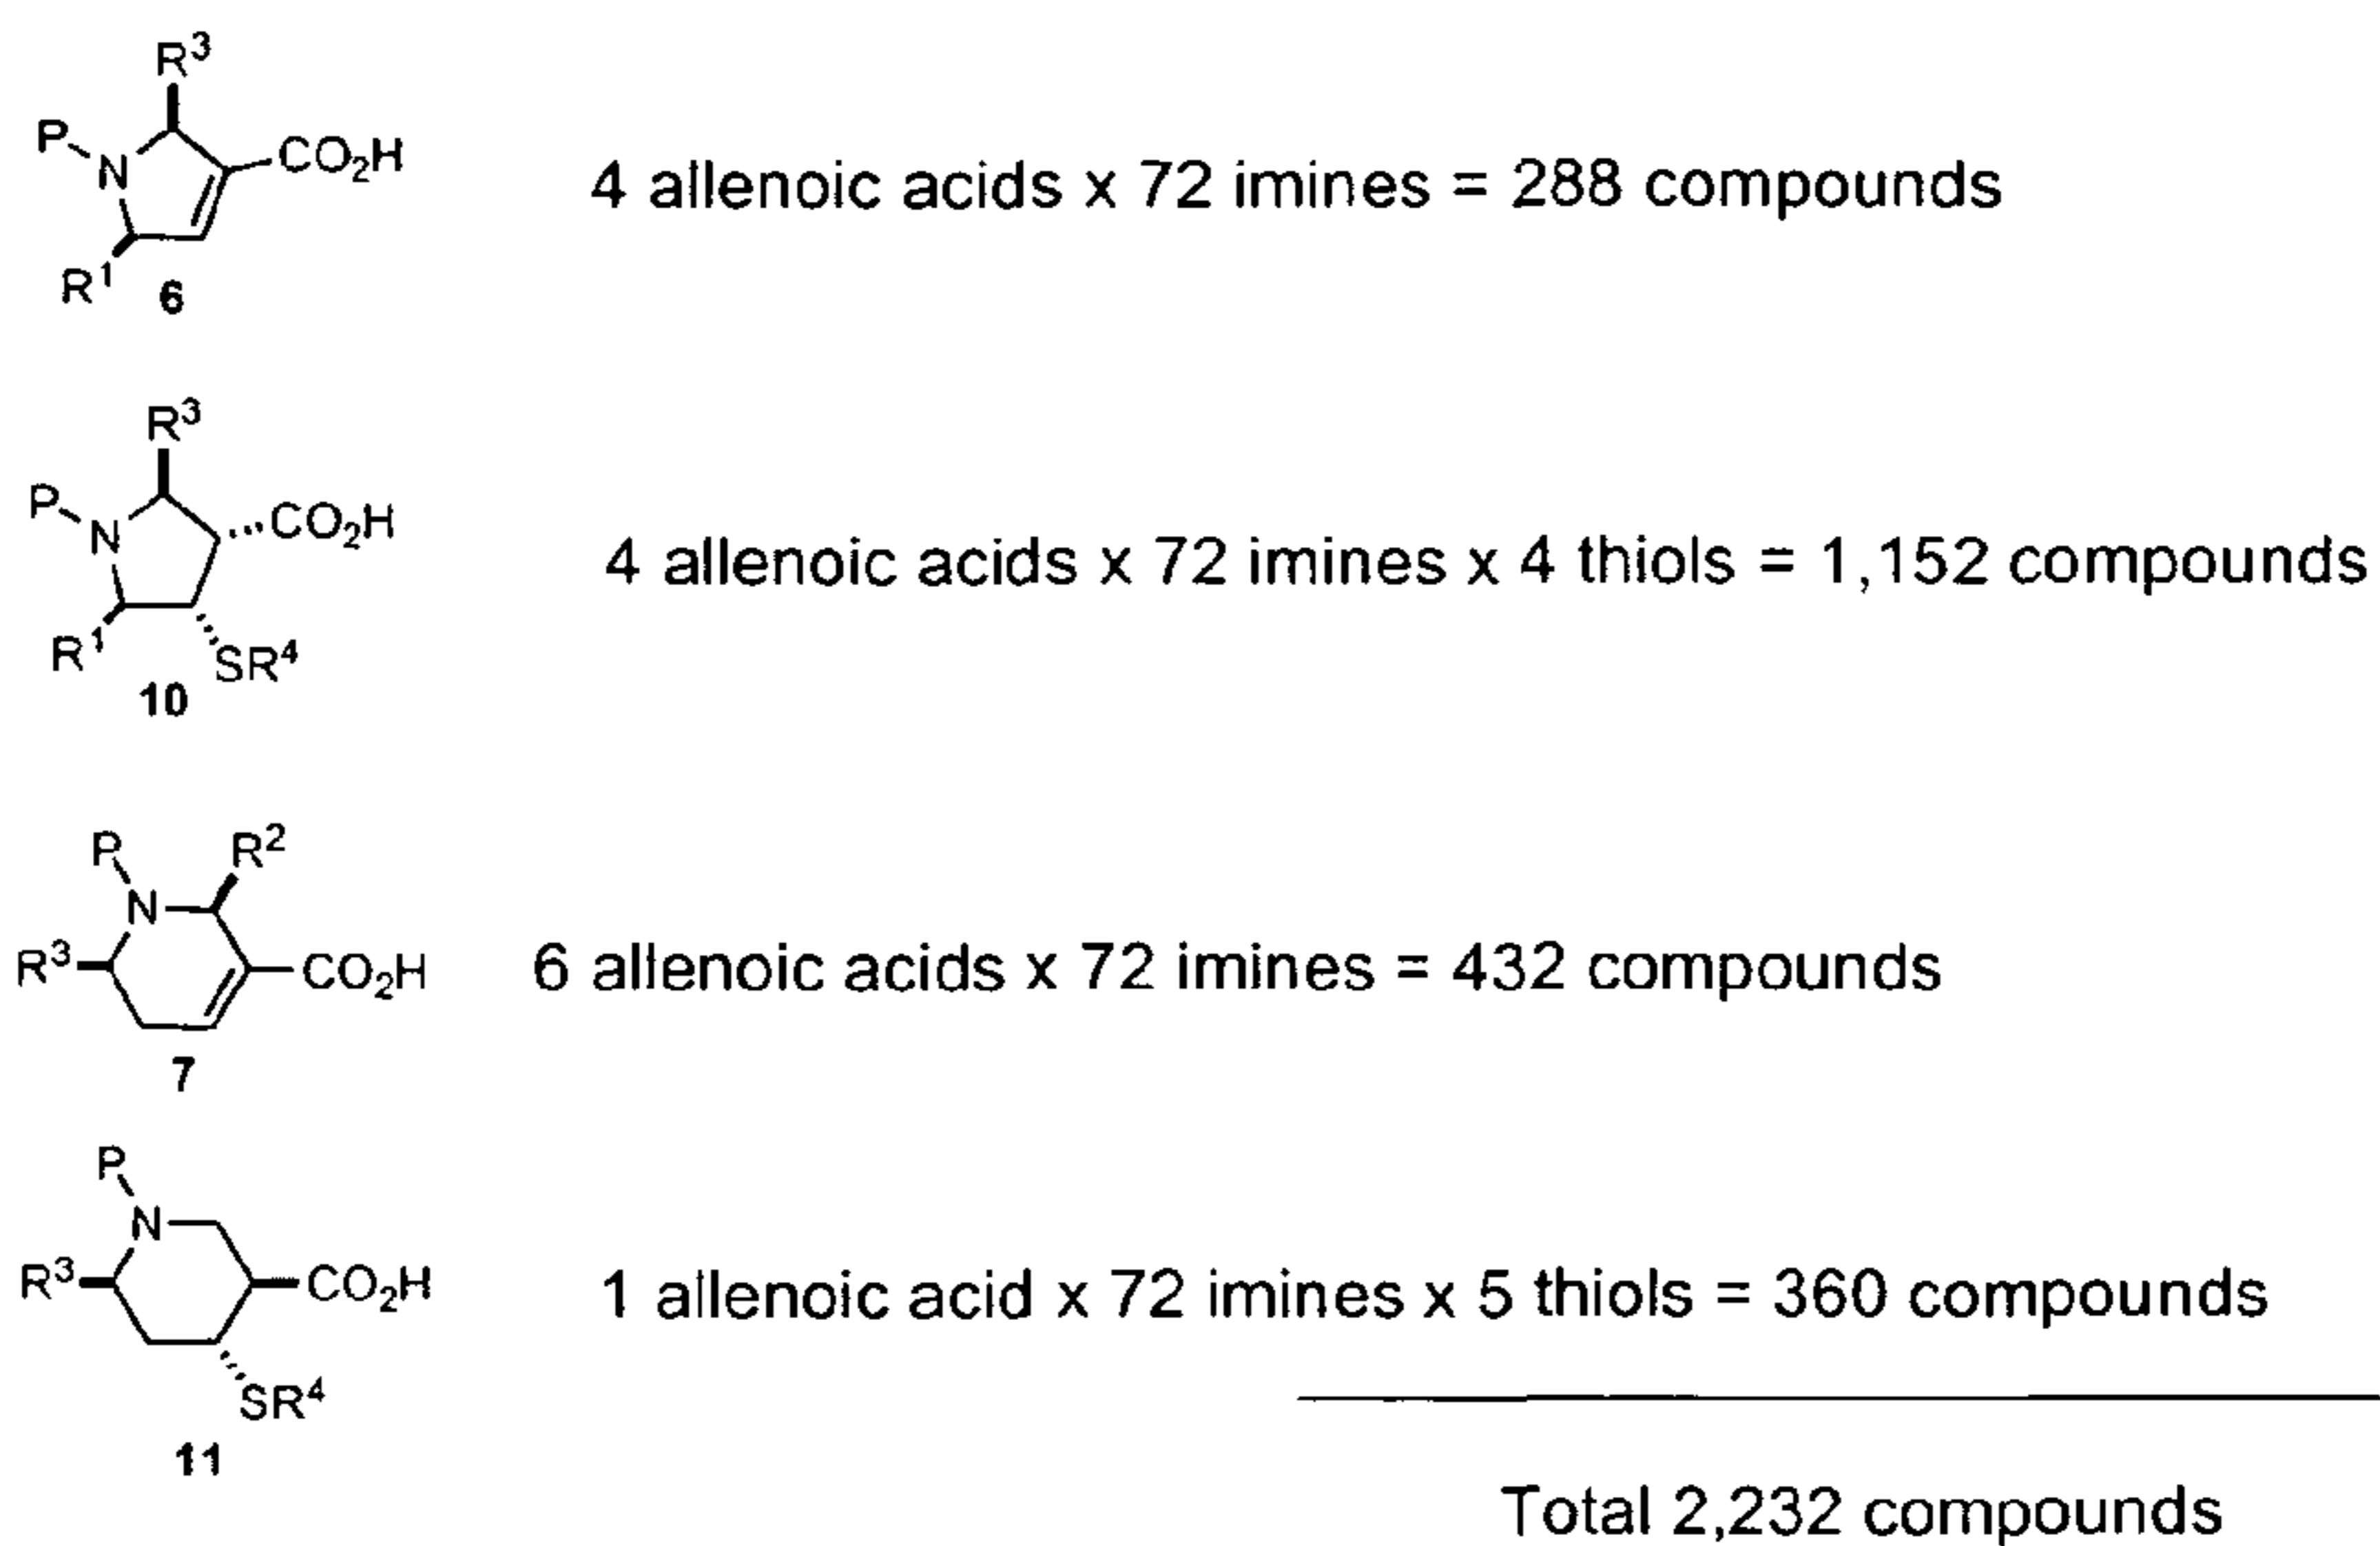 R³
P
N
CO₂H
R¹
6
4 allenoic acids x 72 imines = 288 compounds
R³
P
N
CO₂H
R¹
SR⁴
10
4 allenoic acids x 72 imines x 4 thiols = 1,152 compounds
P
R²
N
R³
CO₂H
7
6 allenoic acids x 72 imines = 432 compounds
P
N
R³
CO₂H
SR⁴
11
1 allenoic acid x 72 imines x 5 thiols = 360 compounds
Total 2,232 compounds